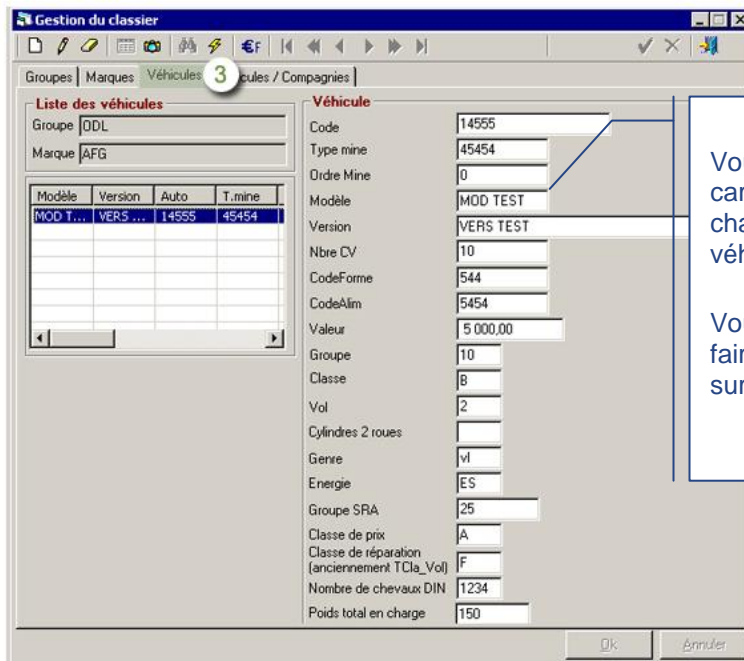 Gestion du classier
€F
Groupes Marques Véhicules 3 cules / Compagnies
Liste des véhicules
Groupe ODL
Marque AFG
Modèle Version Auto T.mine
MOD T... VERS ... 14555 45454
Véhicule
Code 14555
Type mine 45454
Ordre Mine 0
Modèle MOD TEST
Version VERS TEST
Nbre CV 10
CodeForme 544
CodeAlim 5454
Valeur 5 000,00
Groupe 10
Classe B
Vol 2
Cylindres 2 roues
Genre vl
Energie ES
Groupe SRA 25
Classe de prix A
Classe de réparation
(anciennement TCla_Vol) F
Nombre de chevaux DIN 1234
Poids total en charge 150
Ok Annuler